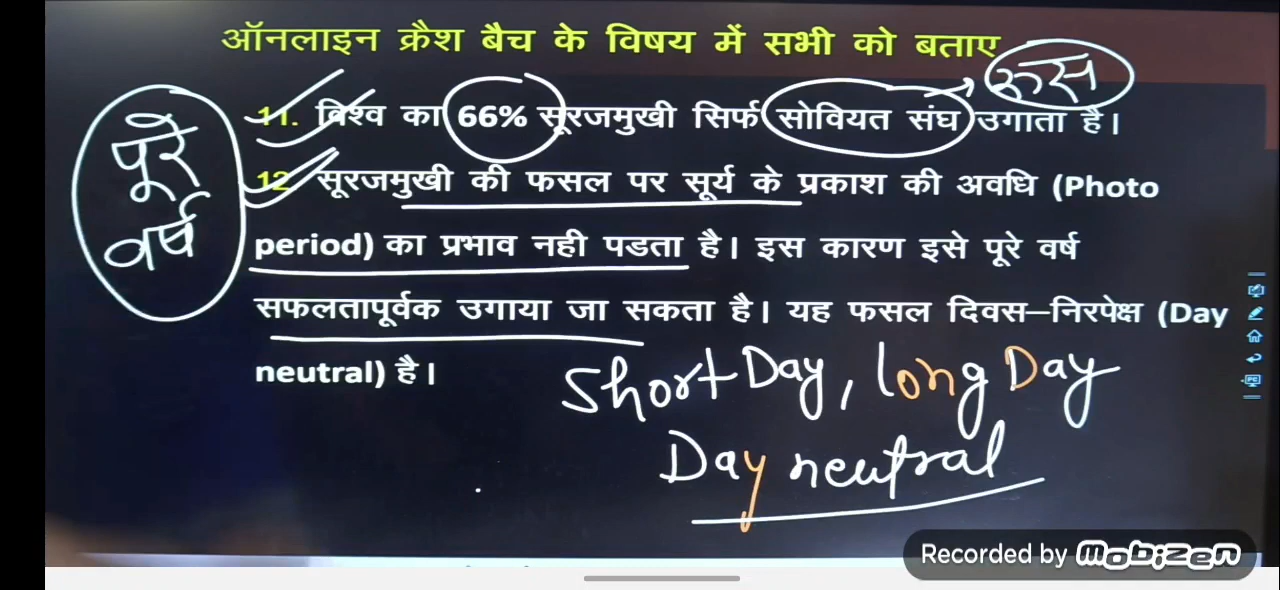 ऑनलाइन क्रैश बैच के विषय में सभी को बताए
रूस
11. विश्व का 66% सूरजमुखी सिर्फ सोवियत संघ उगाता है।
12 सूरजमुखी की फसल पर सूर्य के प्रकाश की अवधि (Photo
period) का प्रभाव नही पडता है। इस कारण इसे पूरे वर्ष
सफलतापूर्वक उगाया जा सकता है। यह फसल दिवस–निरपेक्ष (Day
neutral) है।
पूरे
वर्ष
Short Day, long Day
Day neutral
Recorded by Mobizen